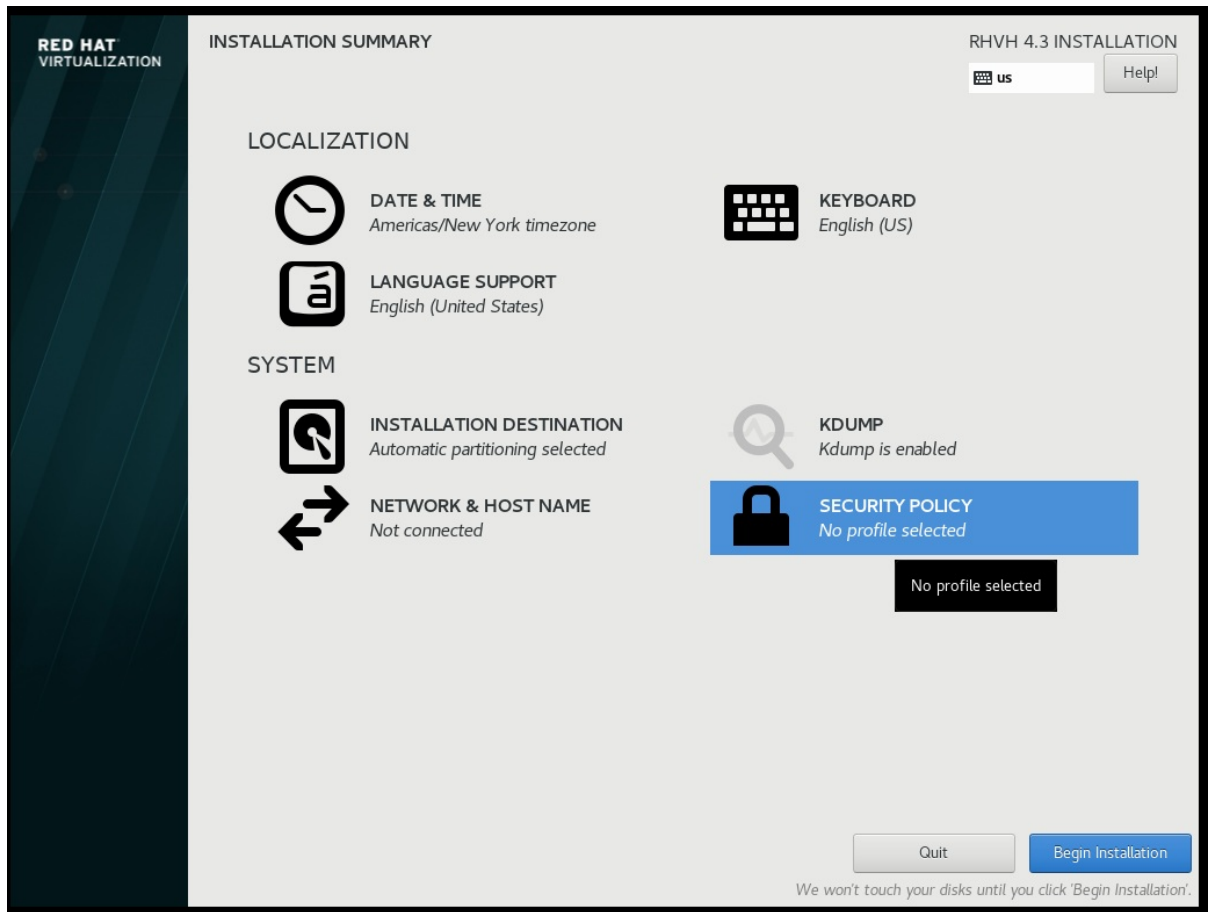 RED HAT
VIRTUALIZATION
INSTALLATION SUMMARY
RHVH 4.3 INSTALLATION
us
Help!
LOCALIZATION
DATE & TIME
Americas/New York timezone
KEYBOARD
English (US)
á
LANGUAGE SUPPORT
English (United States)
SYSTEM
INSTALLATION DESTINATION
Automatic partitioning selected
KDUMP
Kdump is enabled
NETWORK & HOST NAME
Not connected
SECURITY POLICY
No profile selected
No profile selected
Quit
Begin Installation
We won't touch your disks until you click 'Begin Installation'.